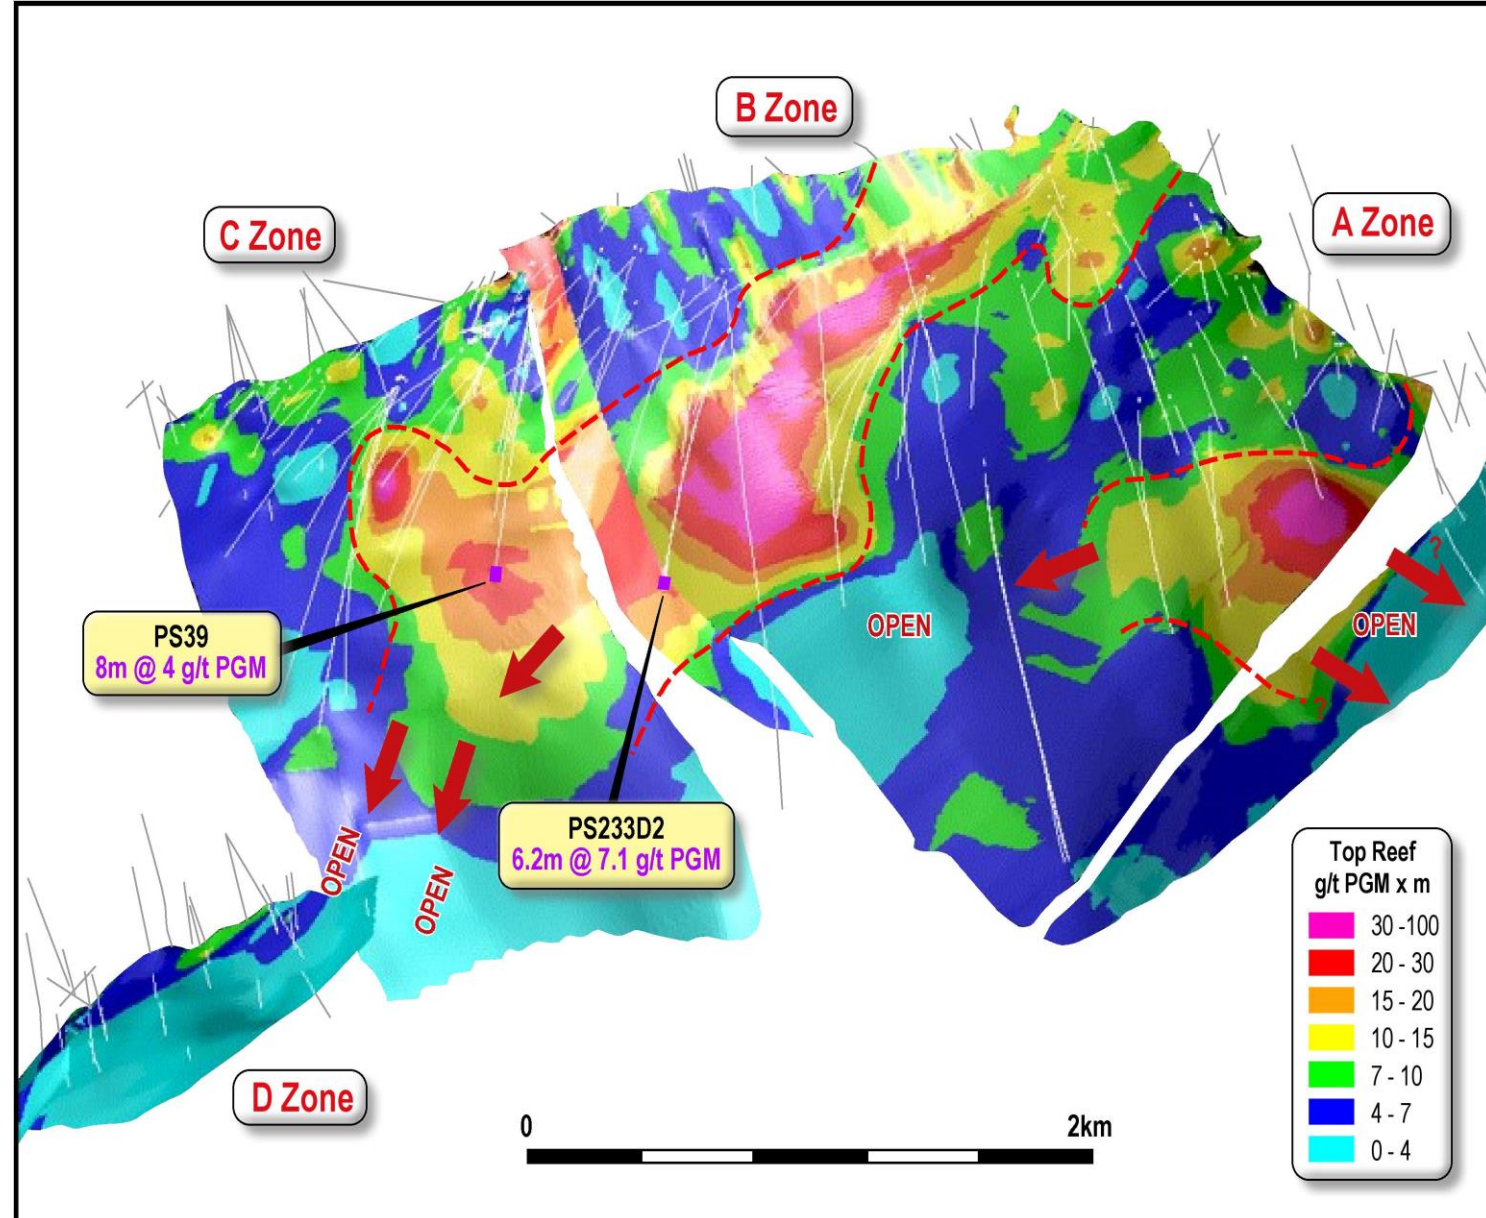 B Zone
C Zone
A Zone
?
OPEN
OPEN
PS39
8m @ 4 g/t PGM
?
PS233D2
6.2m @ 7.1 g/t PGM
OPEN
OPEN
D Zone
0
2km
Top Reef
g/t PGM x m
30 -100
20 - 30
15 - 20
10 - 15
7 - 10
4 - 7
0 - 4